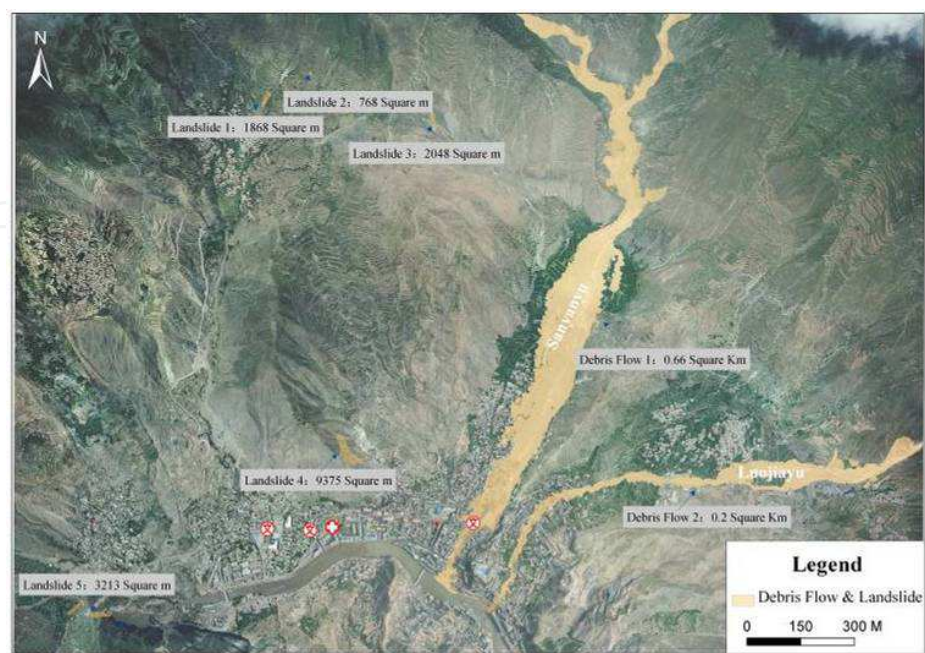 N
Landslide 2：768 Square m
Landslide 1：1868 Square m
Landslide 3：2048 Square m
Sanyanyu
Debris Flow 1：0.66 Square Km
Luojiayu
Landslide 4：9375 Square m
Debris Flow 2：0.2 Square Km
Landslide 5：3213 Square m
Legend
Debris Flow & Landslide
0 150 300 M